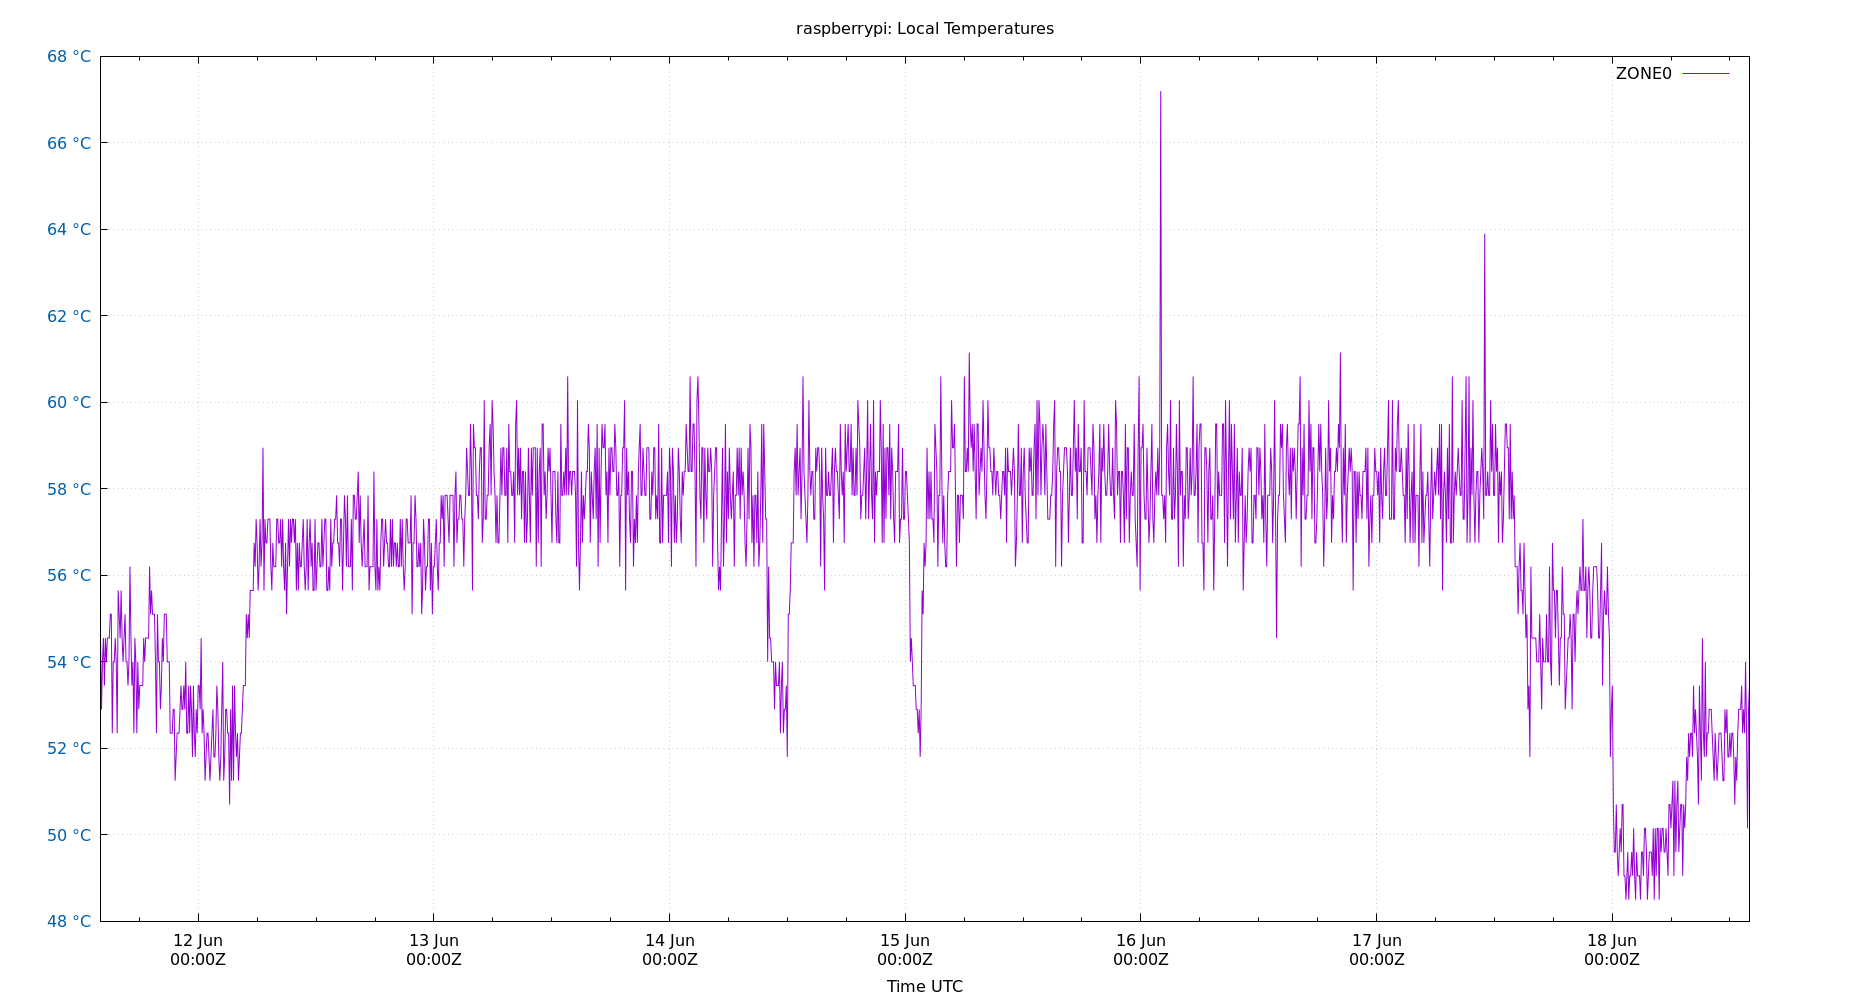 raspberrypi: Local Temperatures
ZONE0
68 °C
66 °C
64 °C
62 °C
60 °C
58 °C
56 °C
54 °C
52 °C
50 °C
48 °C
12 Jun 13 Jun 14 Jun 15 Jun 16 Jun 17 Jun 18 Jun
00:00Z 00:00Z 00:00Z 00:00Z 00:00Z 00:00Z 00:00Z
Time UTC